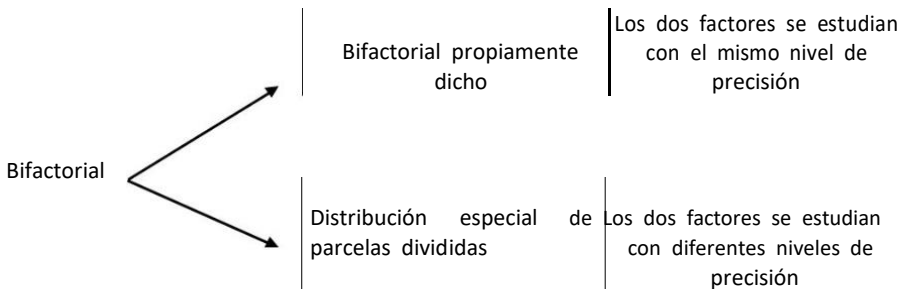 Bifactorial propiamente
dicho
Los dos factores se estudian
con el mismo nivel de
precisión
Bifactorial
Distribución especial de
parcelas divididas
Los dos factores se estudian
con diferentes niveles de
precisión